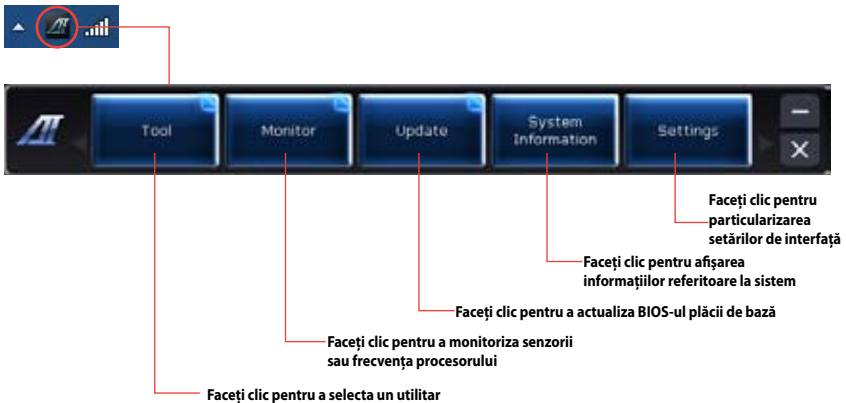 Tool
Monitor
Update
System
Information
Settings
Faceți clic pentru
particularizarea
setărilor de interfață
Faceți clic pentru afişarea
informațiilor referitoare la sistem
Faceți clic pentru a actualiza BIOS-ul plăcii de bază
Faceți clic pentru a monitoriza senzorii
sau frecvența procesorului
Faceți clic pentru a selecta un utilitar